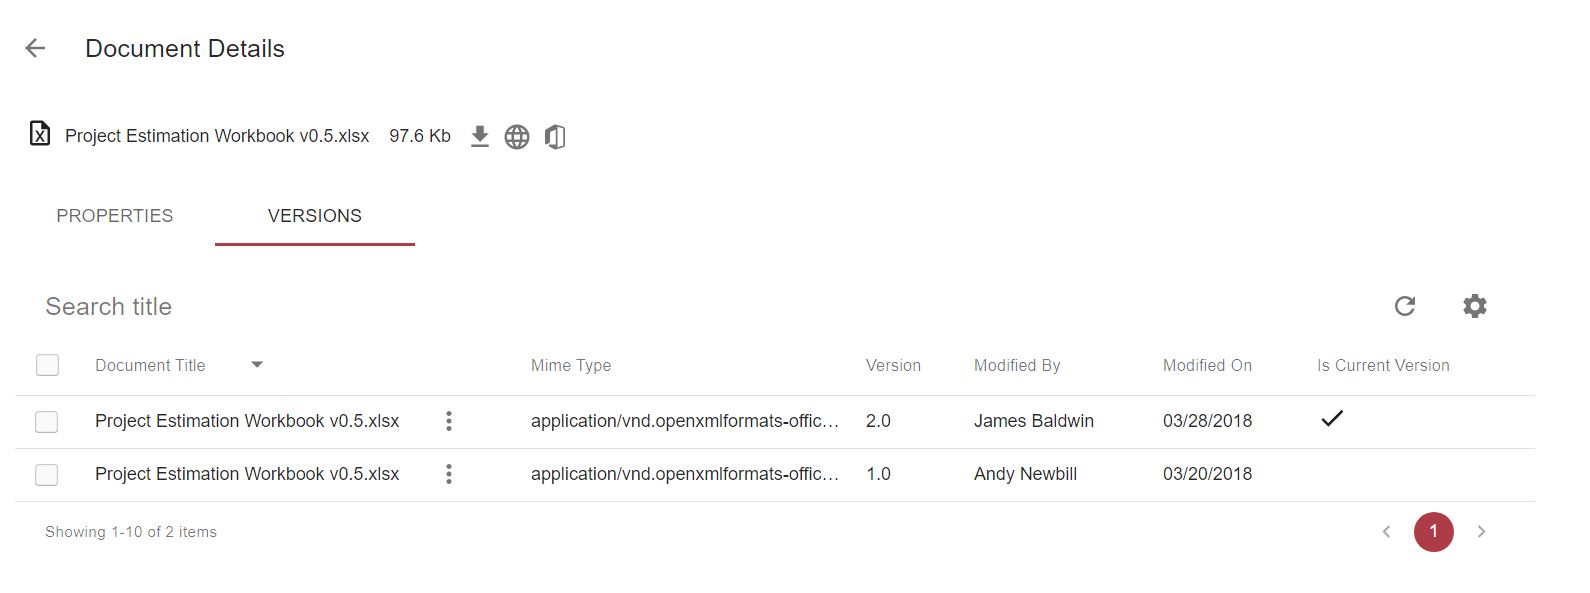 Document Details
Project Estimation Workbook v0.5.xlsx 97.6 Kb
PROPERTIES VERSIONS
Search title
Document Title Mime Type Version Modified By Modified On Is Current Version
Project Estimation Workbook v0.5.xlsx application/vnd.openxmlformats-offic... 2.0 James Baldwin 03/28/2018
Project Estimation Workbook v0.5.xlsx application/vnd.openxmlformats-offic... 1.0 Andy Newbill 03/20/2018
Showing 1-10 of 2 items 1